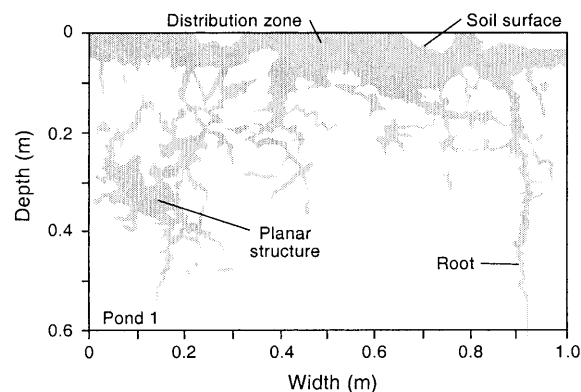 Distribution zone
Soil surface
0
0.2
0.4
0.6
Depth (m)
Planar
structure
Root
Pond 1
0
0.2
0.4
0.6
0.8
1.0
Width (m)